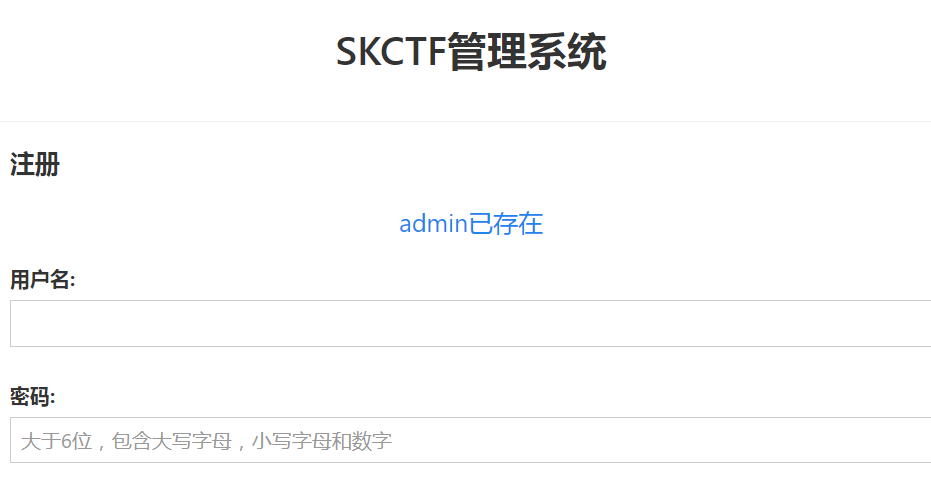 SKCTF管理系统
注册
admin已存在
用户名:
密码:
大于6位，包含大写字母，小写字母和数字